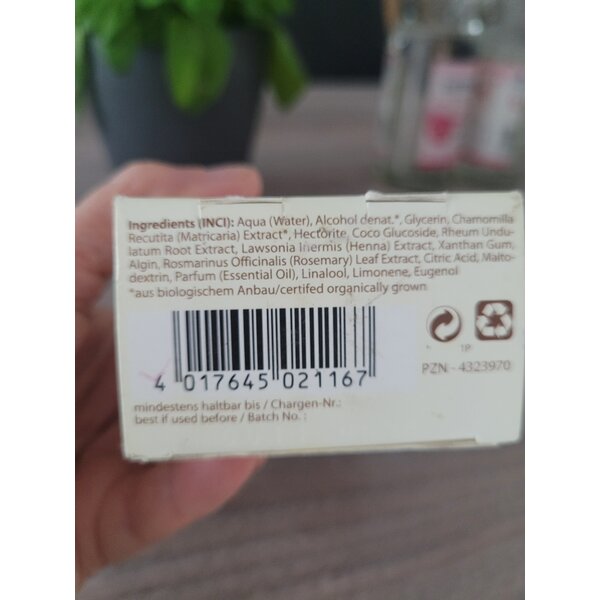 Ingredients (INCI): Aqua (Water), Alcohol denat.*, Glycerin, Chamomilla
Recutita (Matricaria) Extract*, Hectorite, Coco Glucoside, Rheum Undu-
latum Root Extract, Lawsonia Inermis (Henna) Extract, Xanthan Gum,
Algin, Rosmarinus Officinalis (Rosemary) Leaf Extract, Citric Acid, Malto-
dextrin, Parfum (Essential Oil), Linalool, Limonene, Eugenol
*aus biologischem Anbau/certifed organically grown
4 017645 021167
PZN - 4323970
mindestens haltbar bis / Chargen-Nr.:
best if used before / Batch No. :